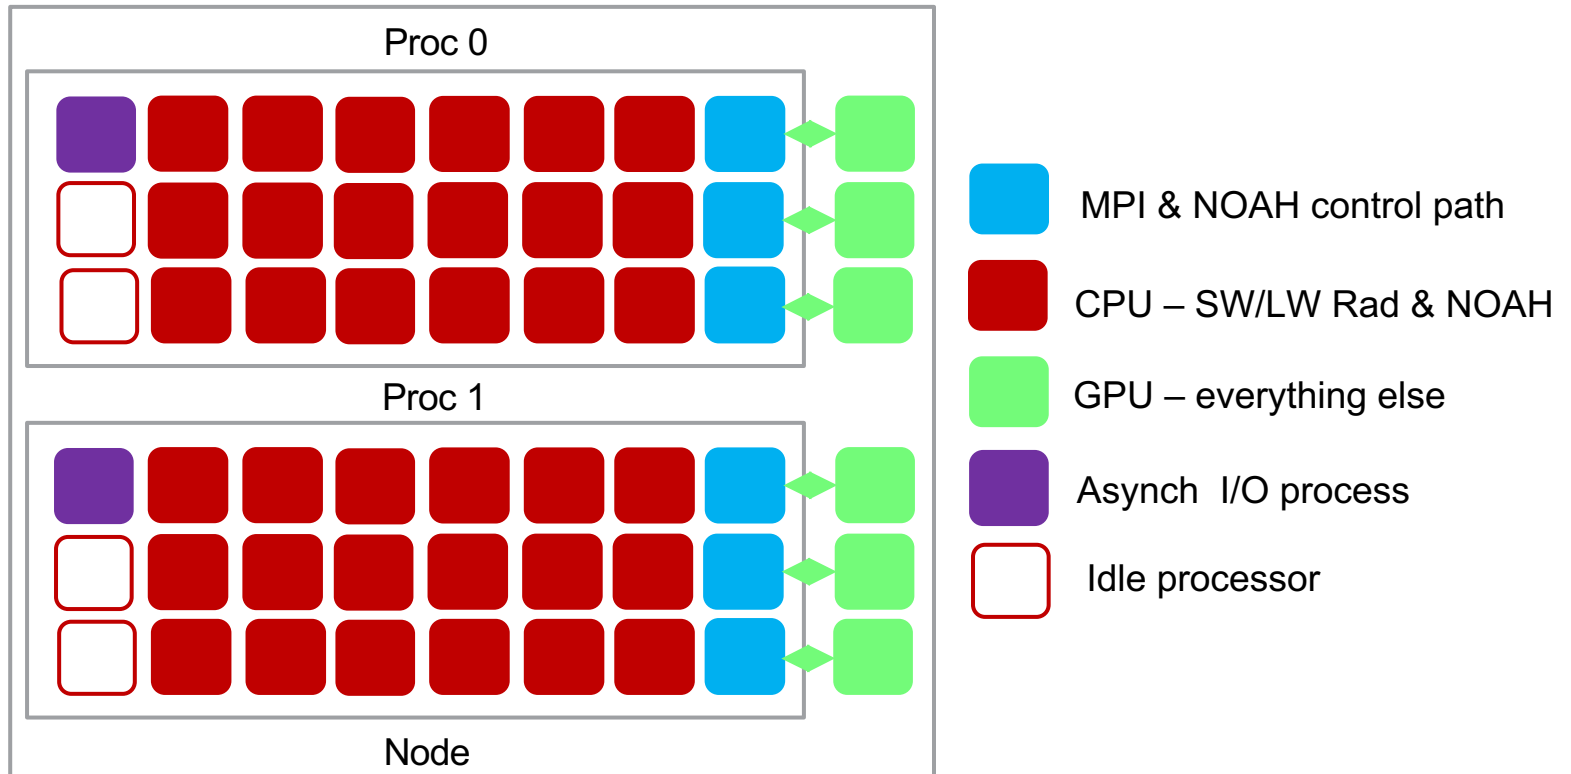 Proc 0
Proc 1
Node
MPI & NOAH control path
CPU – SW/LW Rad & NOAH
GPU – everything else
Asynch I/O process
Idle processor